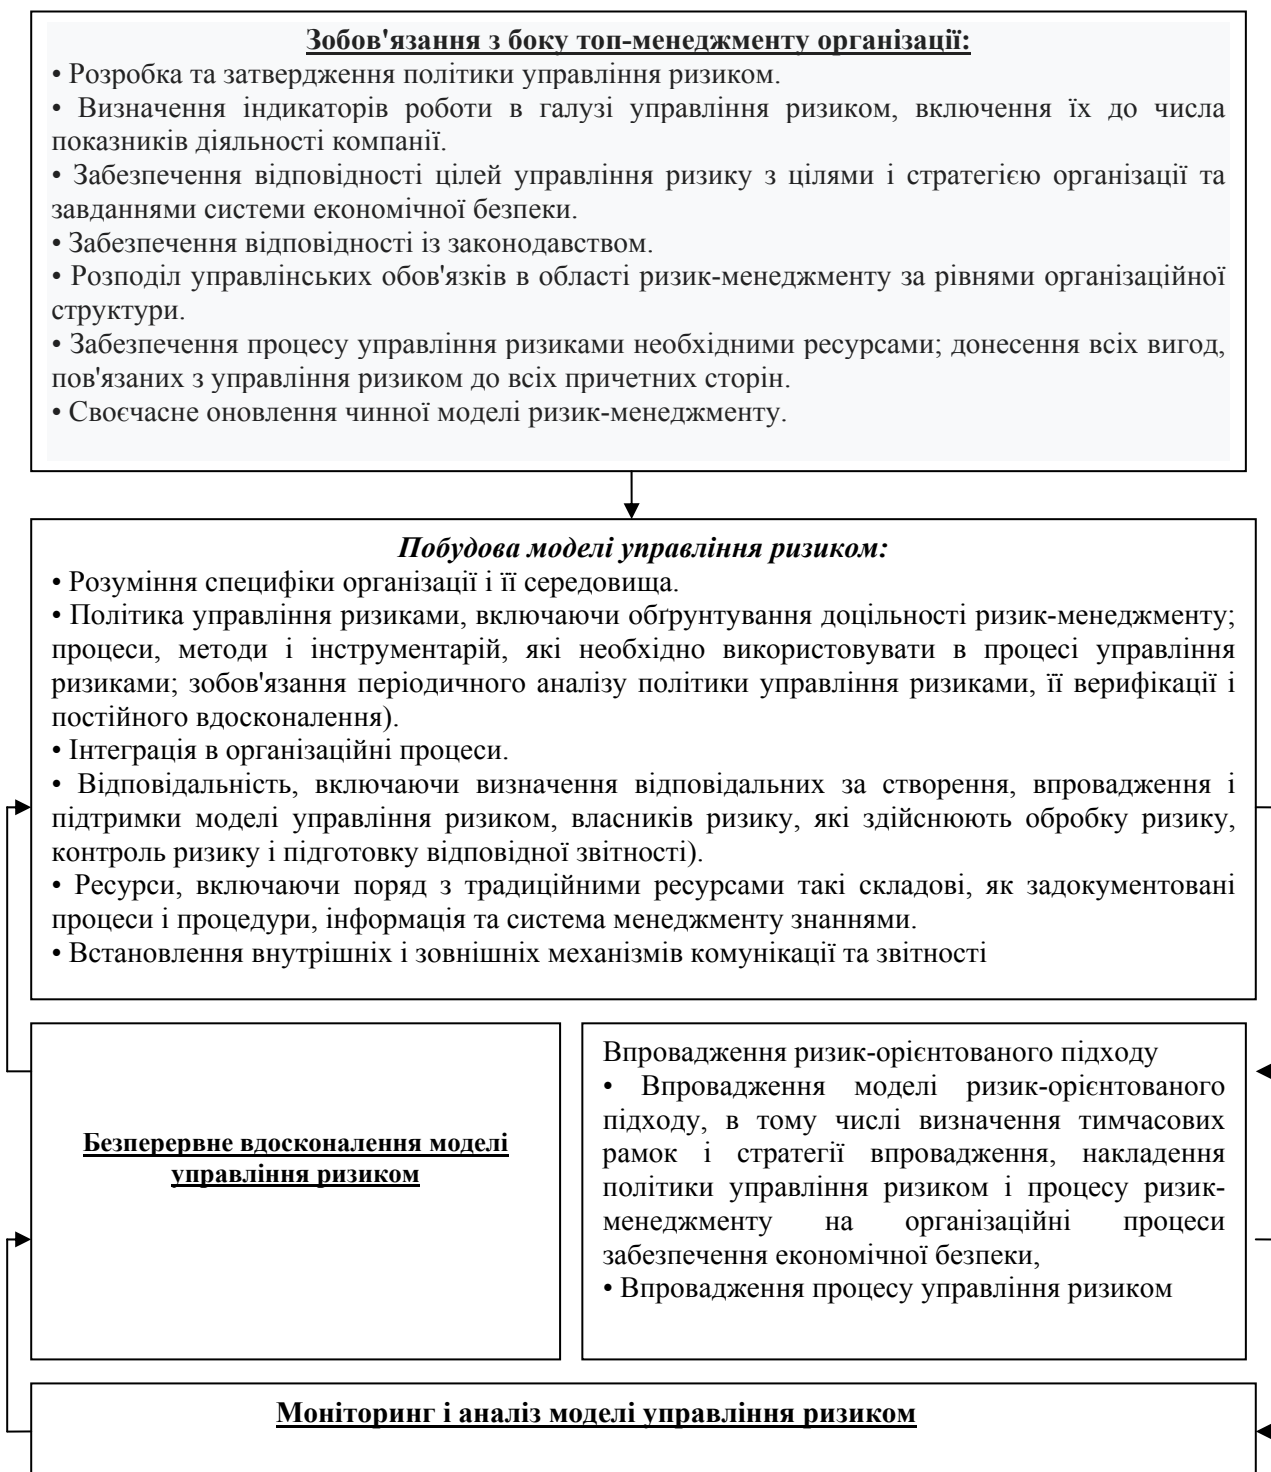 Зобов'язання з боку топ-менеджменту організації:
• Розробка та затвердження політики управління ризиком.
• Визначення індикаторів роботи в галузі управління ризиком, включення їх до числа
показників діяльності компанії.
• Забезпечення відповідності цілей управління ризику з цілями і стратегією організації та
завданнями системи економічної безпеки.
• Забезпечення відповідності із законодавством.
• Розподіл управлінських обов'язків в області ризик-менеджменту за рівнями організаційної
структури.
• Забезпечення процесу управління ризиками необхідними ресурсами; донесення всіх вигод,
пов'язаних з управління ризиком до всіх причетних сторін.
• Своєчасне оновлення чинної моделі ризик-менеджменту.
Побудова моделі управління ризиком:
• Розуміння специфіки організації і її середовища.
• Політика управління ризиками, включаючи обґрунтування доцільності ризик-менеджменту;
процеси, методи і інструментарій, які необхідно використовувати в процесі управління
ризиками; зобов'язання періодичного аналізу політики управління ризиками, її верифікації і
постійного вдосконалення).
• Інтеграція в організаційні процеси.
• Відповідальність, включаючи визначення відповідальних за створення, впровадження і
підтримки моделі управління ризиком, власників ризику, які здійснюють обробку ризику,
контроль ризику і підготовку відповідної звітності).
• Ресурси, включаючи поряд з традиційними ресурсами такі складові, як задокументовані
процеси і процедури, інформація та система менеджменту знаннями.
• Встановлення внутрішніх і зовнішніх механізмів комунікації та звітності
Безперервне вдосконалення моделі
управління ризиком
Впровадження ризик-орієнтованого підходу
• Впровадження моделі ризик-орієнтованого
підходу, в тому числі визначення тимчасових
рамок і стратегії впровадження, накладення
політики управління ризиком і процесу ризик-
менеджменту на організаційні процеси
забезпечення економічної безпеки,
• Впровадження процесу управління ризиком
Моніторинг і аналіз моделі управління ризиком